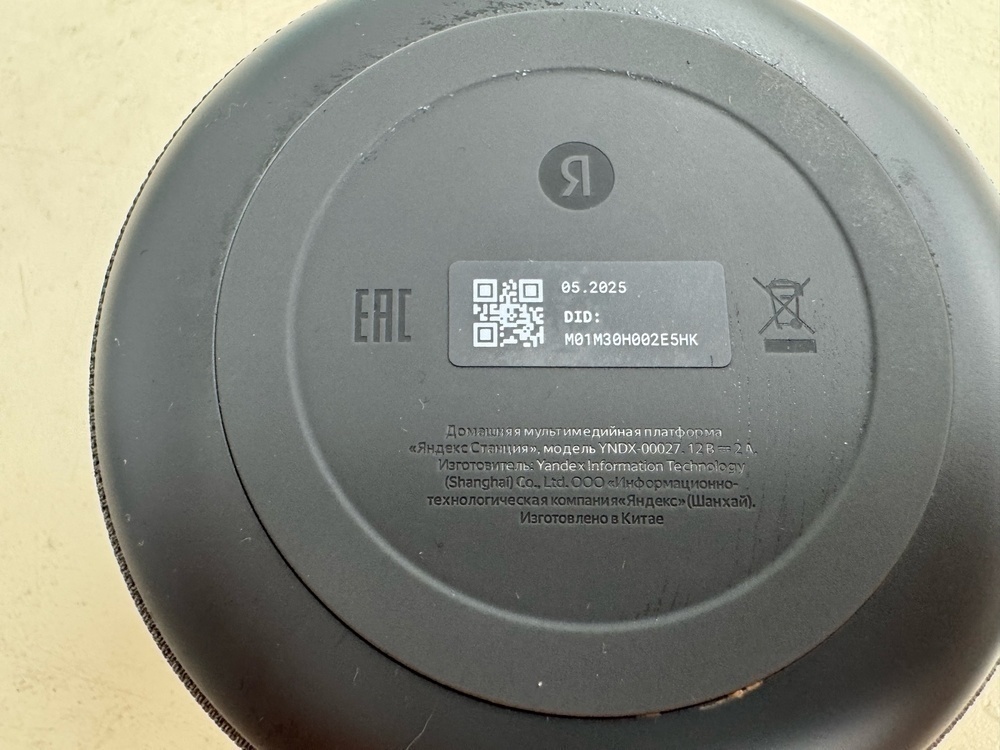 Я
EAC
05.2025
DID:
M01M30H002E5HK
Домашняя мультимедийная платформа
«Яндекс Станция», модель YNDX-00027. 12 В ⎓ 2 А.
Изготовитель: Yandex Information Technology
(Shanghai) Co., Ltd. ООО «Информационно-
технологическая компания «Яндекс» (Шанхай).
Изготовлено в Китае